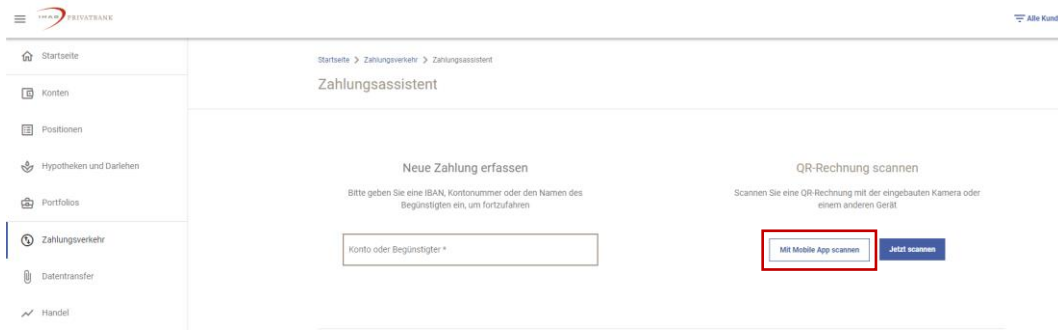 PRIVATBANK
Alle Kund
Startseite
Konten
Positionen
Hypotheken und Darlehen
Portfolios
Zahlungsverkehr
Datentransfer
Handel
Startseite > Zahlungsverkehr > Zahlungsassistent
Zahlungsassistent
Neue Zahlung erfassen
Bitte geben Sie eine IBAN, Kontonummer oder den Namen des
Begünstigten ein, um fortzufahren
Konto oder Begünstigter *
QR-Rechnung scannen
Scannen Sie eine QR-Rechnung mit der eingebauten Kamera oder
einem anderen Gerät
Mit Mobile App scannen
Jetzt scannen